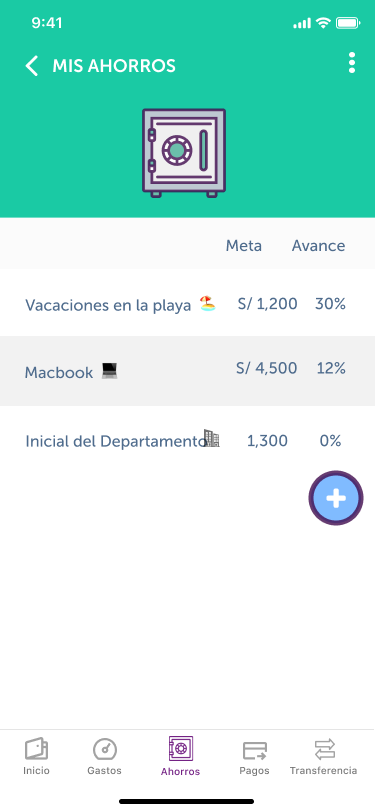 9:41
MIS AHORROS
Meta Avance
Vacaciones en la playa S/ 1,200 30%
Macbook S/ 4,500 12%
Inicial del Departamento 1,300 0%
Inicio Gastos Ahorros Pagos Transferencia